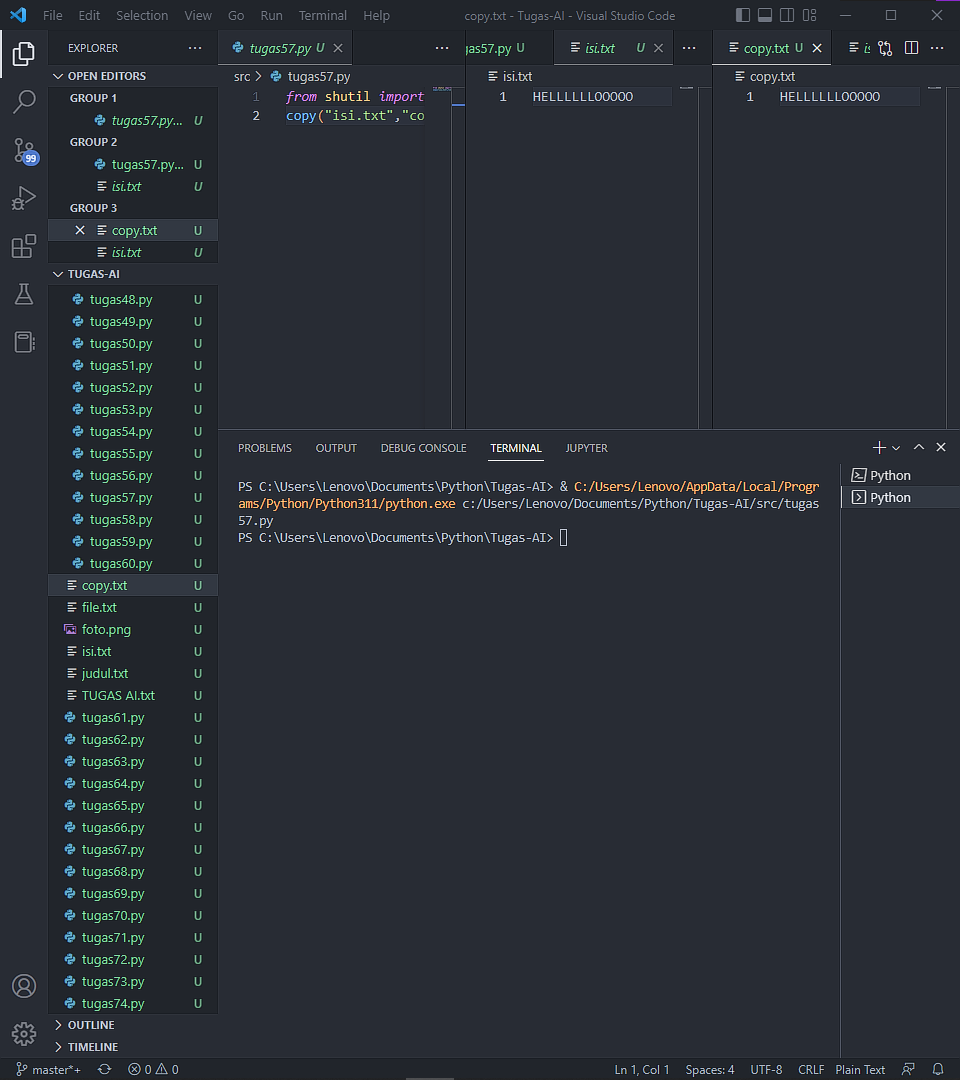 File Edit Selection View Go Run Terminal Help copy.txt - Tugas-AI - Visual Studio Code
EXPLORER
OPEN EDITORS
GROUP 1
tugas57.py... U
GROUP 2
tugas57.py... U
isi.txt U
GROUP 3
copy.txt U
isi.txt U
TUGAS-AI
tugas48.py U
tugas49.py U
tugas50.py U
tugas51.py U
tugas52.py U
tugas53.py U
tugas54.py U
tugas55.py U
tugas56.py U
tugas57.py U
tugas58.py U
tugas59.py U
tugas60.py U
copy.txt U
file.txt U
foto.png U
isi.txt U
judul.txt U
TUGAS AI.txt U
tugas61.py U
tugas62.py U
tugas63.py U
tugas64.py U
tugas65.py U
tugas66.py U
tugas67.py U
tugas68.py U
tugas69.py U
tugas70.py U
tugas71.py U
tugas72.py U
tugas73.py U
tugas74.py U
OUTLINE
TIMELINE
99
tugas57.py U
src > tugas57.py
1 from shutil import
2 copy("isi.txt","co
gas57.py U isi.txt U
isi.txt
1 HELLLLLLOOOOO
copy.txt U is
copy.txt
1 HELLLLLLOOOOO
PROBLEMS OUTPUT DEBUG CONSOLE TERMINAL JUPYTER
PS C:\Users\Lenovo\Documents\Python\Tugas-AI> & C:/Users/Lenovo/AppData/Local/Progr
ams/Python/Python311/python.exe c:/Users/Lenovo/Documents/Python/Tugas-AI/src/tugas
57.py
PS C:\Users\Lenovo\Documents\Python\Tugas-AI>
Python
Python
master*+ 0 0 Ln 1, Col 1 Spaces: 4 UTF-8 CRLF Plain Text